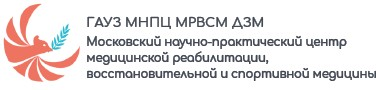 ГАУЗ МНПЦ МРВСМ ДЗМ
Московский научно-практический центр
медицинской реабилитации,
восстановительной и спортивной медицины